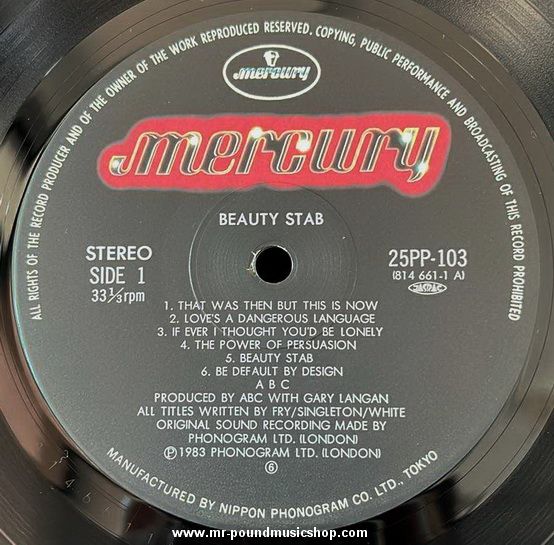 ALL RIGHTS OF THE RECORD PRODUCER AND OF THE OWNER OF THE WORK REPRODUCED RESERVED. COPYING, PUBLIC PERFORMANCE AND BROADCASTING OF THIS RECORD PROHIBITED
mercury
mercury
BEAUTY STAB
STEREO
SIDE 1
33⅓rpm
25PP-103
(814 661-1 A)
JASRAC
1. THAT WAS THEN BUT THIS IS NOW
2. LOVE'S A DANGEROUS LANGUAGE
3. IF EVER I THOUGHT YOU'D BE LONELY
4. THE POWER OF PERSUASION
5. BEAUTY STAB
6. BE DEFAULT BY DESIGN
A B C
PRODUCED BY ABC WITH GARY LANGAN
ALL TITLES WRITTEN BY FRY/SINGLETON/WHITE
ORIGINAL SOUND RECORDING MADE BY
PHONOGRAM LTD. (LONDON)
Ⓟ1983 PHONOGRAM LTD. (LONDON)
⑥
MANUFACTURED BY NIPPON PHONOGRAM CO. LTD., TOKYO
www.mr-poundmusicshop.com